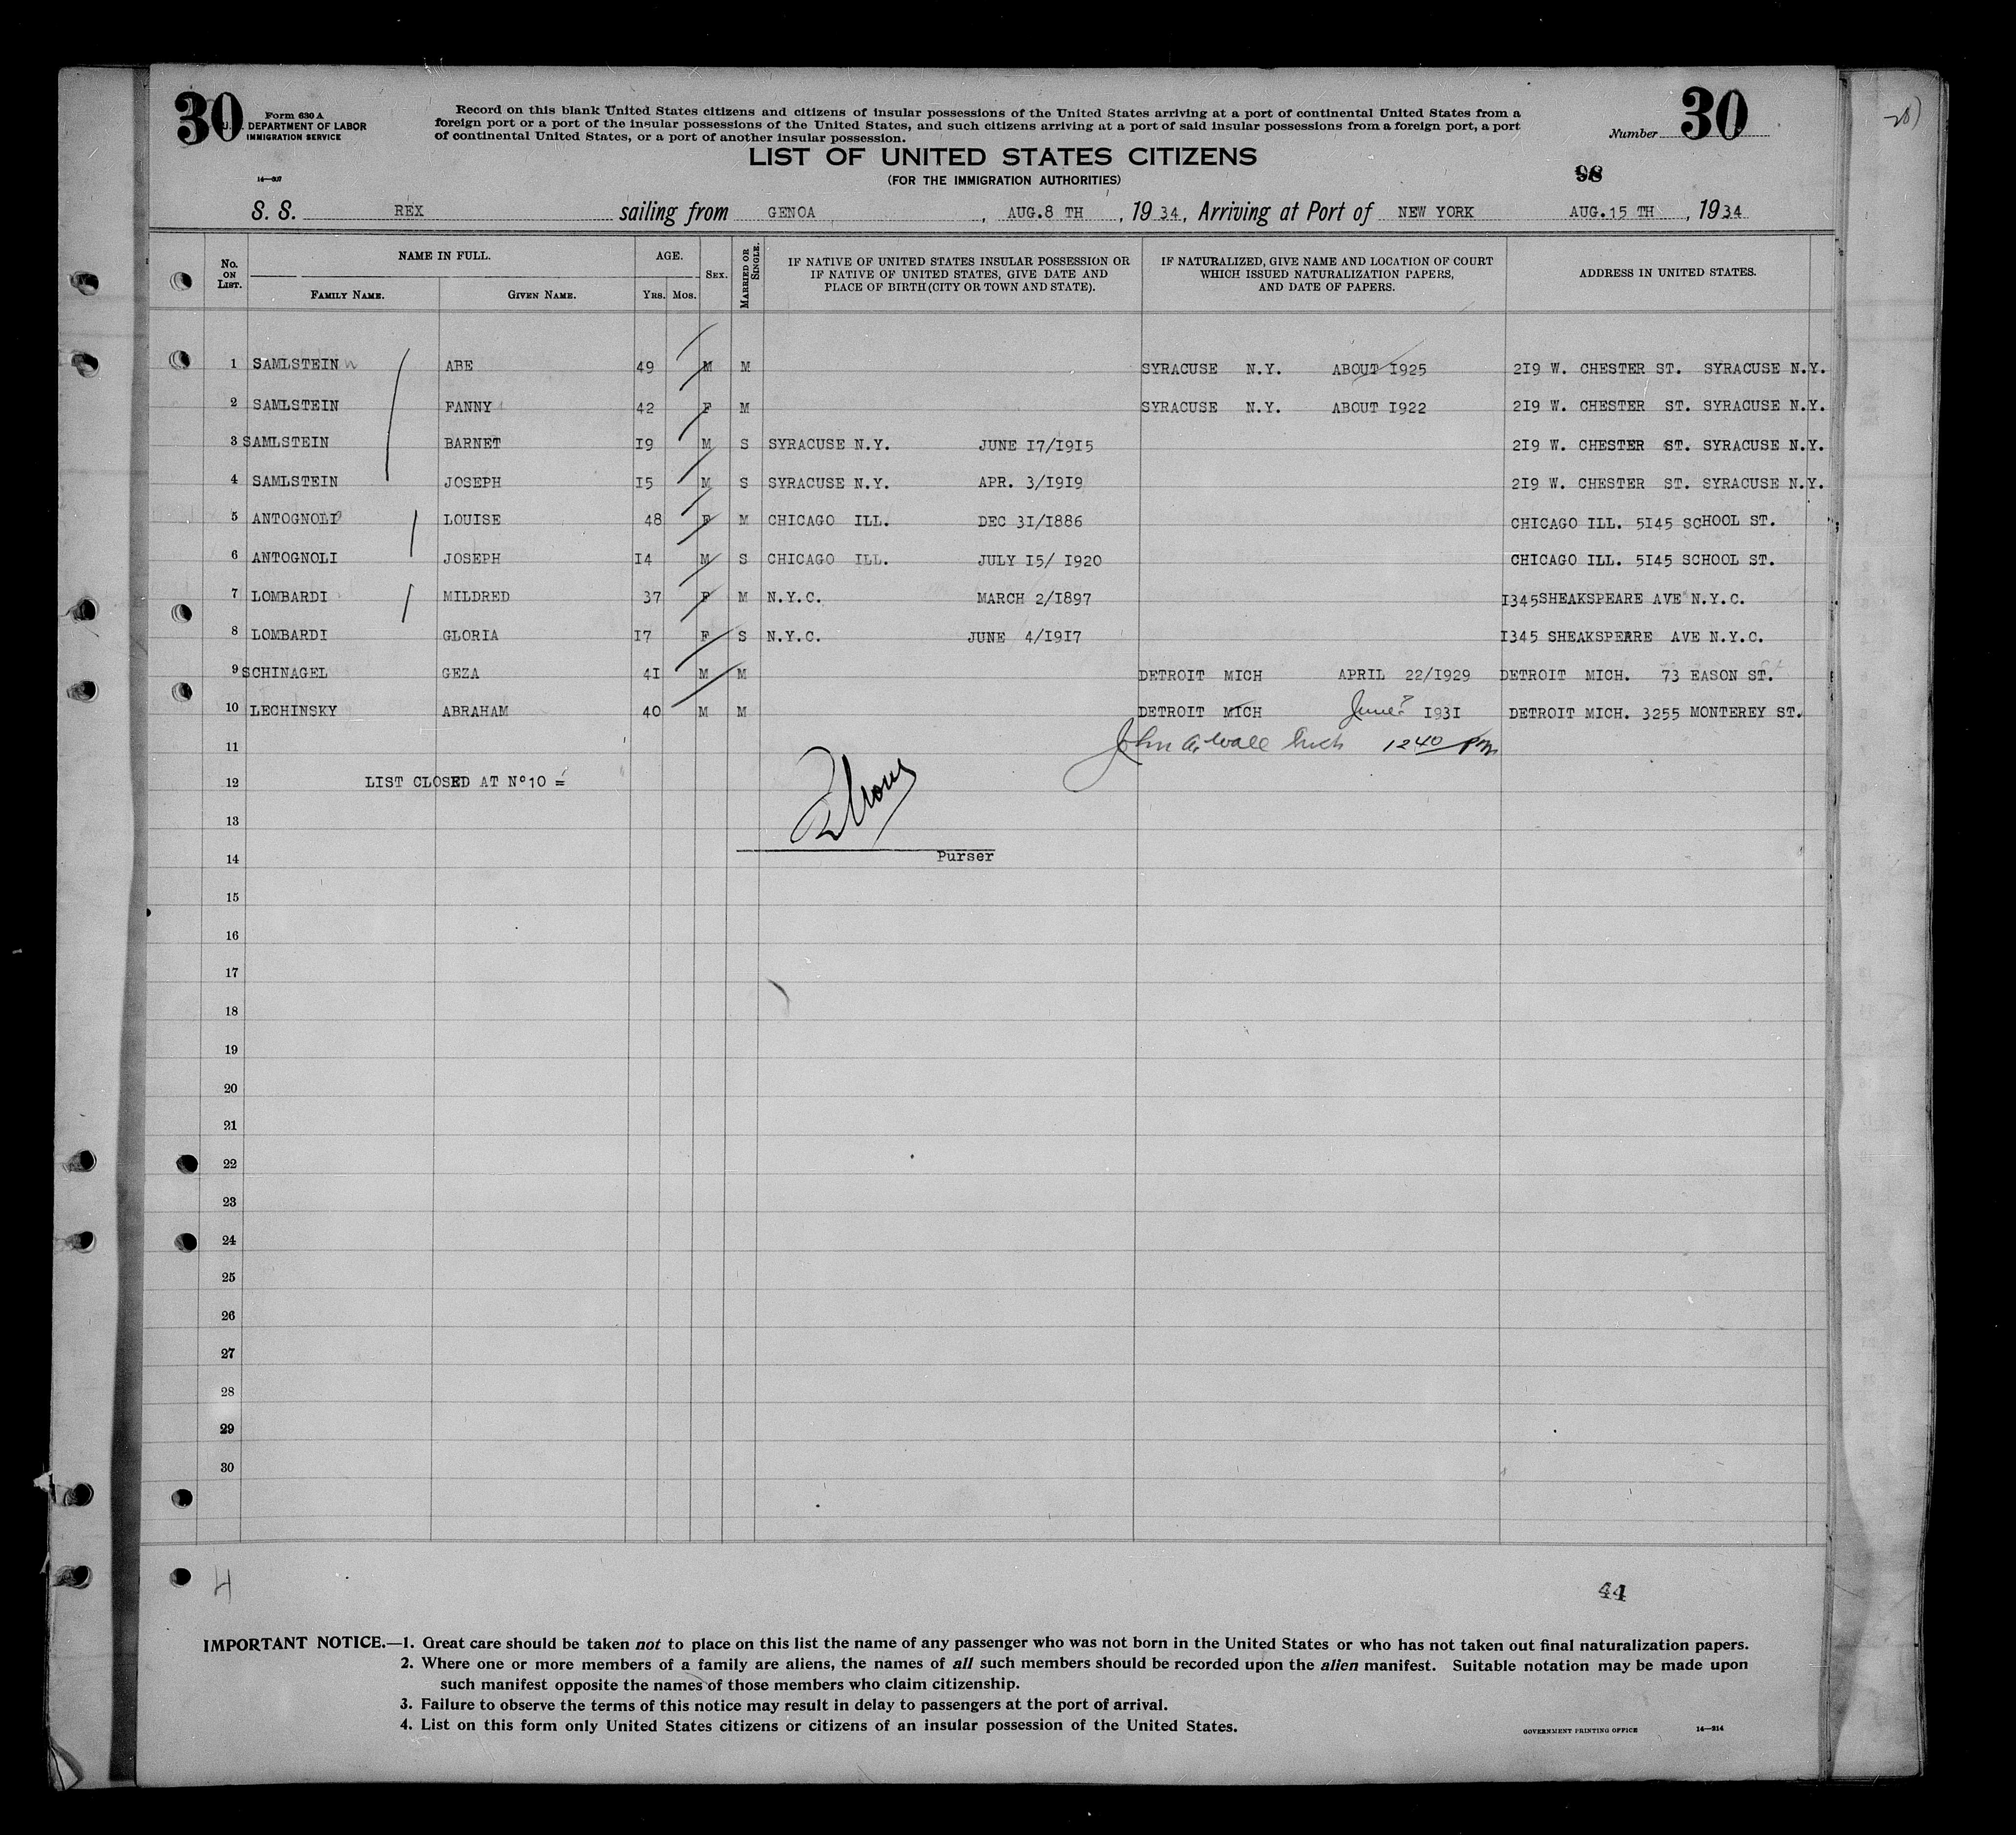 30 Form 630 A
U. S. DEPARTMENT OF LABOR
IMMIGRATION SERVICE
Record on this blank United States citizens and citizens of insular possessions of the United States arriving at a port of continental United States from a
foreign port or a port of the insular possessions of the United States, and such citizens arriving at a port of said insular possessions from a foreign port, a port
of continental United States, or a port of another insular possession.
Number 30
LIST OF UNITED STATES CITIZENS
(FOR THE IMMIGRATION AUTHORITIES)
98
S. S. REX sailing from GENOA, AUG.8 TH, 1934, Arriving at Port of NEW YORK AUG.15 TH, 1934
No. ON LIST. NAME IN FULL. FAMILY NAME. GIVEN NAME. AGE. YRS. MOS. SEX. MARRIED OR SINGLE. IF NATIVE OF UNITED STATES INSULAR POSSESSION OR IF NATIVE OF UNITED STATES, GIVE DATE AND PLACE OF BIRTH (CITY OR TOWN AND STATE). IF NATURALIZED, GIVE NAME AND LOCATION OF COURT WHICH ISSUED NATURALIZATION PAPERS, AND DATE OF PAPERS. ADDRESS IN UNITED STATES.
1 SAMLSTEIN ABE 49 M M SYRACUSE N.Y. ABOUT 1925 219 W. CHESTER ST. SYRACUSE N.Y.
2 SAMLSTEIN FANNY 42 F M SYRACUSE N.Y. ABOUT 1922 219 W. CHESTER ST. SYRACUSE N.Y.
3 SAMLSTEIN BARNET 19 M S SYRACUSE N.Y. JUNE 17/1915 219 W. CHESTER ST. SYRACUSE N.Y.
4 SAMLSTEIN JOSEPH 15 M S SYRACUSE N.Y. APR. 3/1919 219 W. CHESTER ST. SYRACUSE N.Y.
5 ANTOGNOLI LOUISE 48 F M CHICAGO ILL. DEC 31/1886 CHICAGO ILL. 5145 SCHOOL ST.
6 ANTOGNOLI JOSEPH 14 M S CHICAGO ILL. JULY 15/ 1920 CHICAGO ILL. 5145 SCHOOL ST.
7 LOMBARDI MILDRED 37 F M N.Y.C. MARCH 2/1897 1345SHEAKSPEARE AVE N.Y.C.
8 LOMBARDI GLORIA 17 F S N.Y.C. JUNE 4/1917 1345 SHEAKSPEARE AVE N.Y.C.
9 SCHINAGEL GEZA 41 M M DETROIT MICH APRIL 22/1929 DETROIT MICH. 73 EASON ST.
10 LECHINSKY ABRAHAM 40 M M DETROIT MICH June? 1931 DETROIT MICH. 3255 MONTEREY ST.
11 John A. Wall 1240 PM
12 LIST CLOSED AT Nº10 =
13
14 Purser
15
16
17
18
19
20
21
22
23
24
25
26
27
28
29
30
44
IMPORTANT NOTICE.—1. Great care should be taken not to place on this list the name of any passenger who was not born in the United States or who has not taken out final naturalization papers.
2. Where one or more members of a family are aliens, the names of all such members should be recorded upon the alien manifest. Suitable notation may be made upon
such manifest opposite the names of those members who claim citizenship.
3. Failure to observe the terms of this notice may result in delay to passengers at the port of arrival.
4. List on this form only United States citizens or citizens of an insular possession of the United States.
GOVERNMENT PRINTING OFFICE 14—214